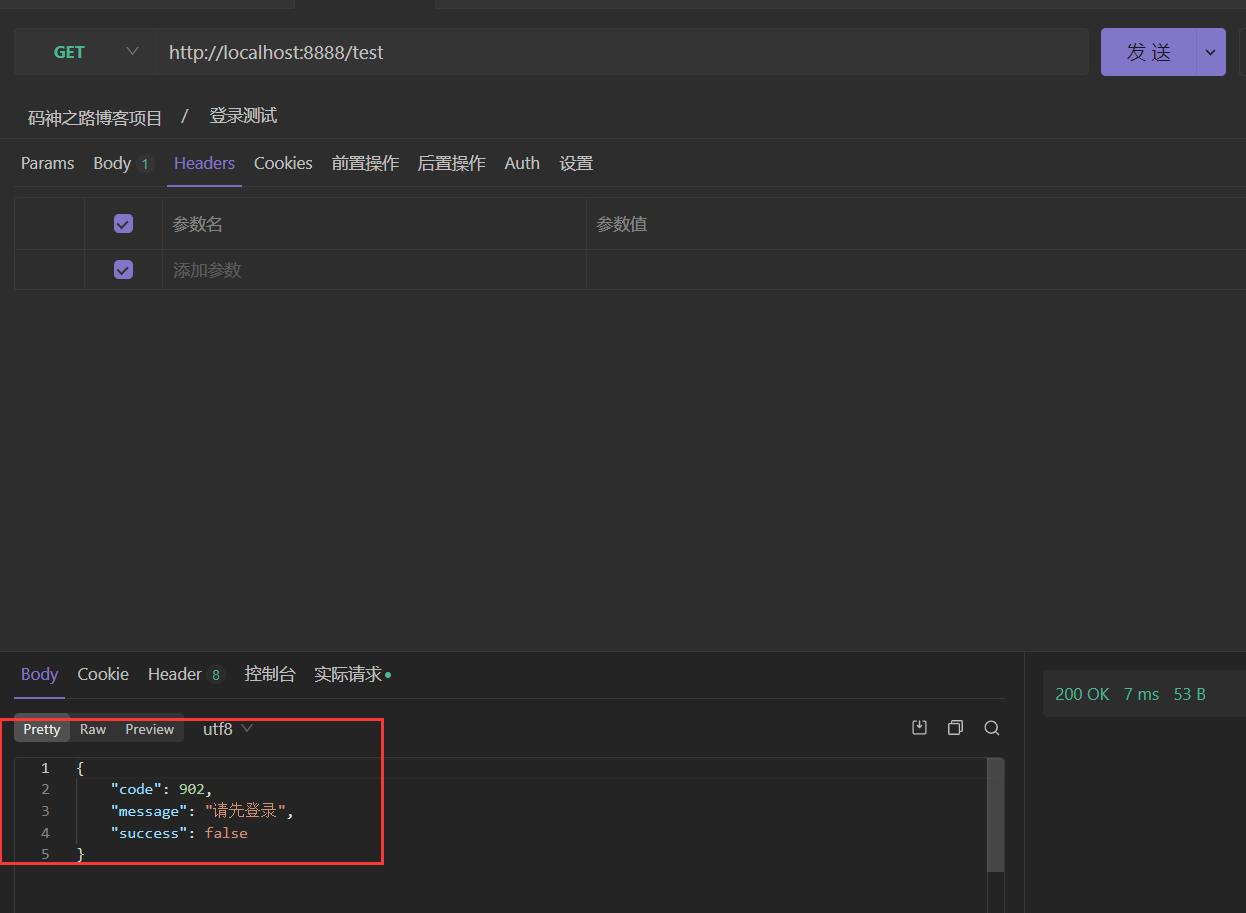 GET http://localhost:8888/test 发 送
码神之路博客项目 / 登录测试
Params Body 1 Headers Cookies 前置操作 后置操作 Auth 设置
参数名 参数值
添加参数
Body Cookie Header 8 控制台 实际请求
200 OK 7 ms 53 B
Pretty Raw Preview utf8
1 {
2 "code": 902,
3 "message": "请先登录",
4 "success": false
5 }